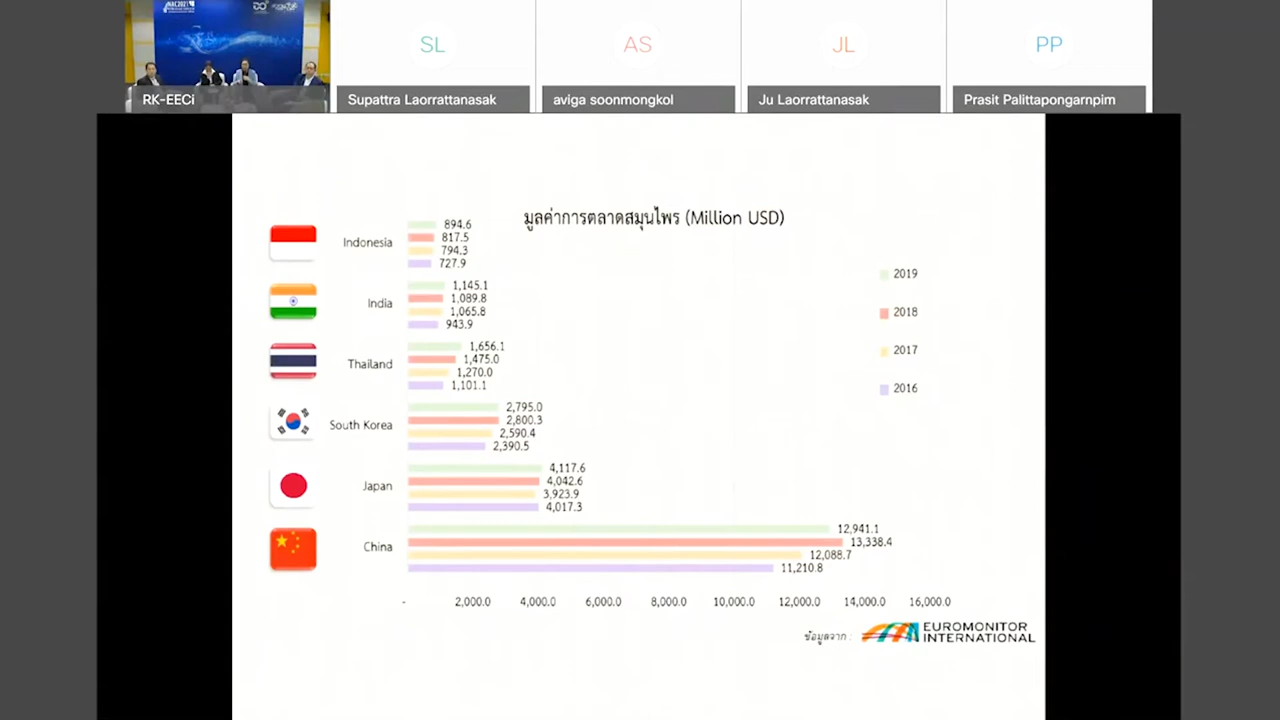 NAC2021
SL
AS
JL
PP
RK-EECi
Supattra Laorrattanasak
aviga soonmongkol
Ju Laorrattanasak
Prasit Palittapongarnpim
มูลค่าการตลาดสมุนไพร (Million USD)
Indonesia
894.6
817.5
794.3
727.9
India
1,145.1
1,089.8
1,065.8
943.9
Thailand
1,656.1
1,475.0
1,270.0
1,101.1
South Korea
2,795.0
2,800.3
2,590.4
2,390.5
Japan
4,117.6
4,042.6
3,923.9
4,017.3
China
12,941.1
13,338.4
12,088.7
11,210.8
2019
2018
2017
2016
- 2,000.0 4,000.0 6,000.0 8,000.0 10,000.0 12,000.0 14,000.0 16,000.0
ข้อมูลจาก :
EUROMONITOR
INTERNATIONAL